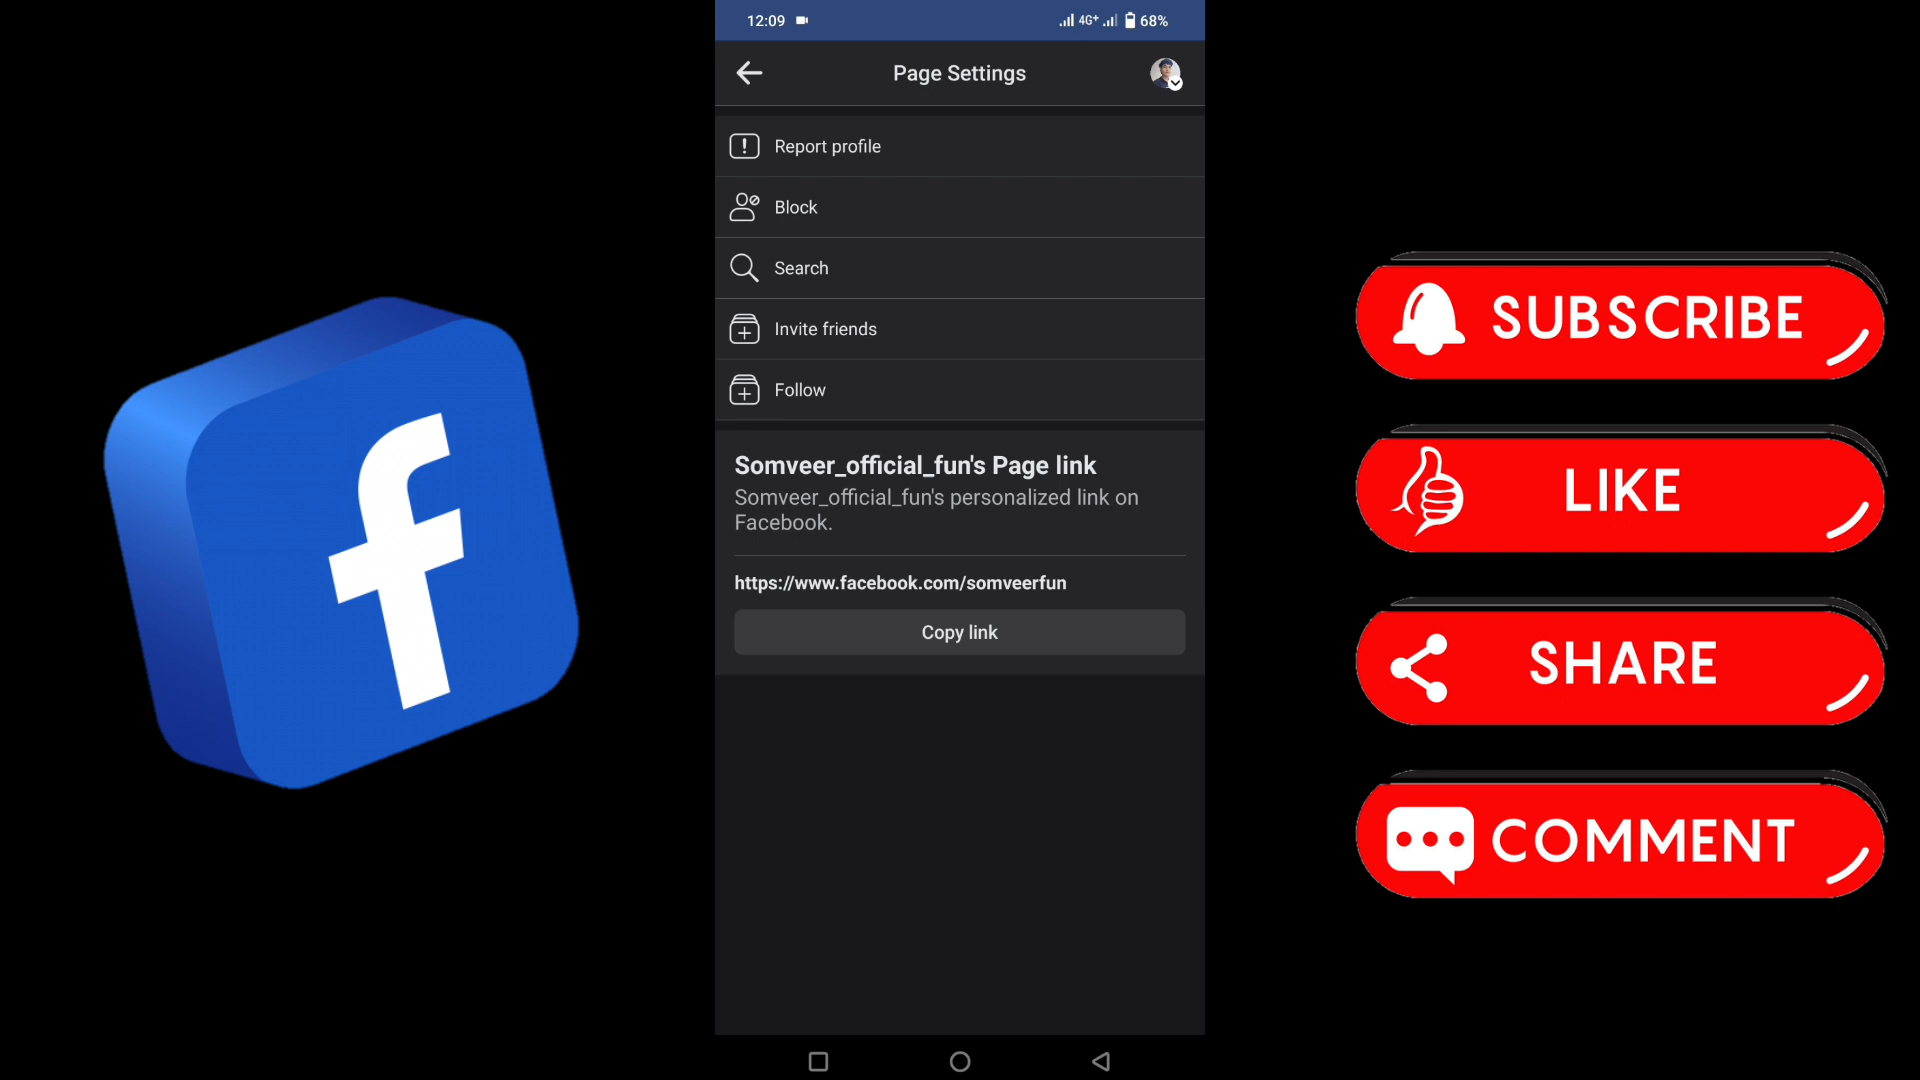 12:09
4G+
68%
Page Settings
Report profile
Block
Search
Invite friends
Follow
Somveer_official_fun's Page link
Somveer_official_fun's personalized link on
Facebook.
https://www.facebook.com/somveerfun
Copy link
SUBSCRIBE
LIKE
SHARE
COMMENT